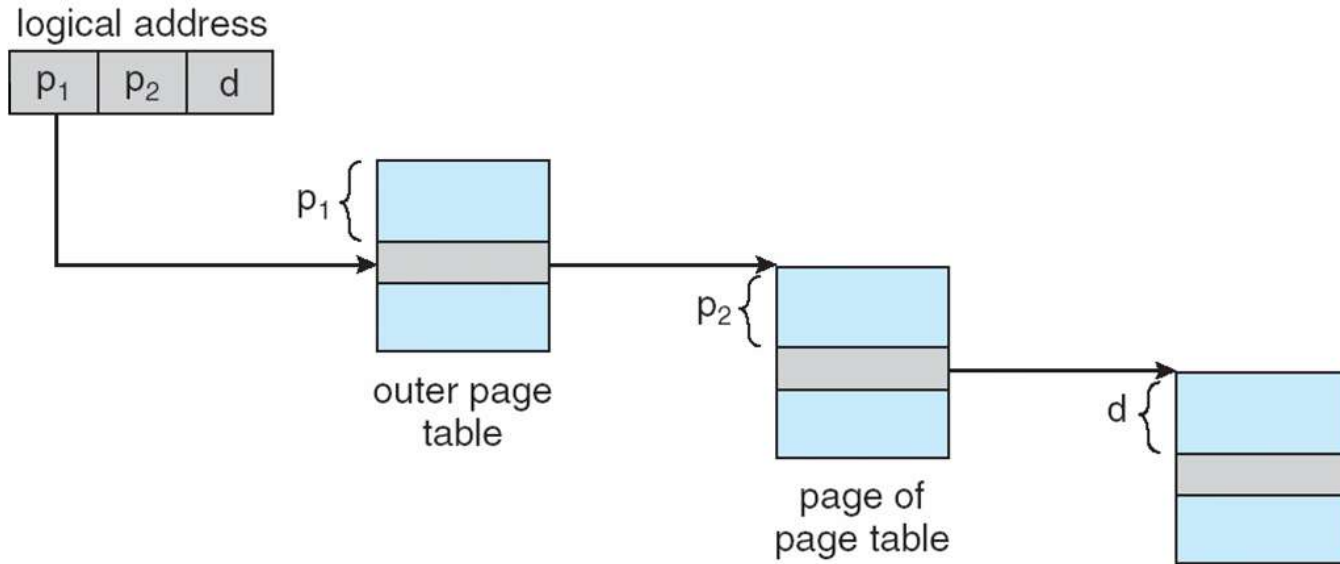 logical address
p₁ p₂ d
p₁
outer page
table
p₂
page of
page table
d